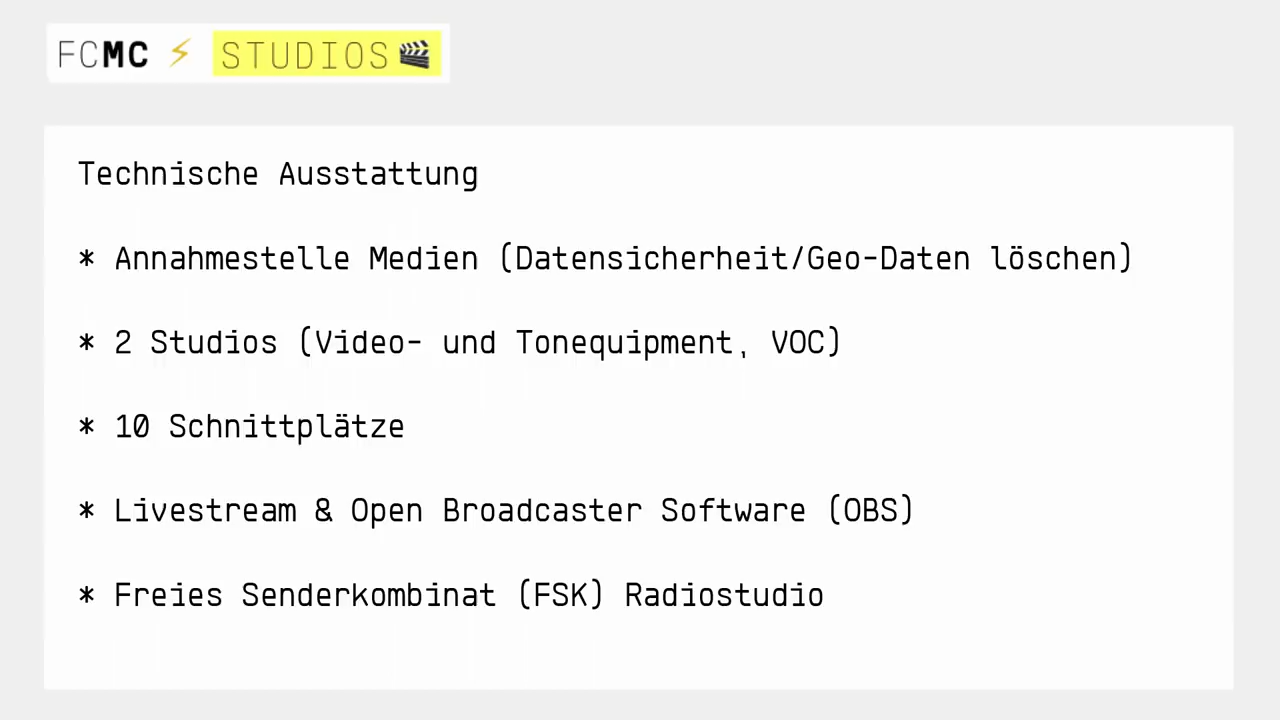 FCMC ⚡ STUDIOS🎬
Technische Ausstattung
* Annahmestelle Medien (Datensicherheit/Geo-Daten löschen)
* 2 Studios (Video- und Tonequipment, VOC)
* 10 Schnittplätze
* Livestream & Open Broadcaster Software (OBS)
* Freies Senderkombinat (FSK) Radiostudio